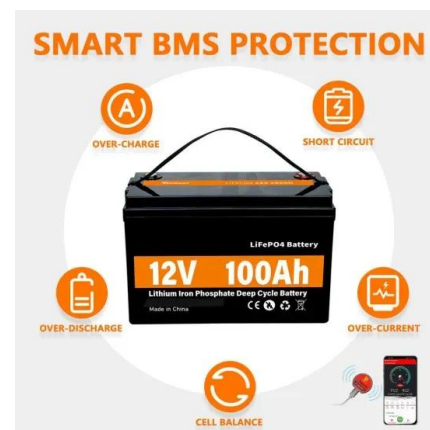 SMART BMS PROTECTION
A
OVER-CHARGE
SHORT CIRCUIT
LiFePO4 Battery
12V 100Ah
Lithium Iron Phosphate Deep Cycle Battery
Made in China
CE
OVER-DISCHARGE
OVER-CURRENT
CELL BALANCE